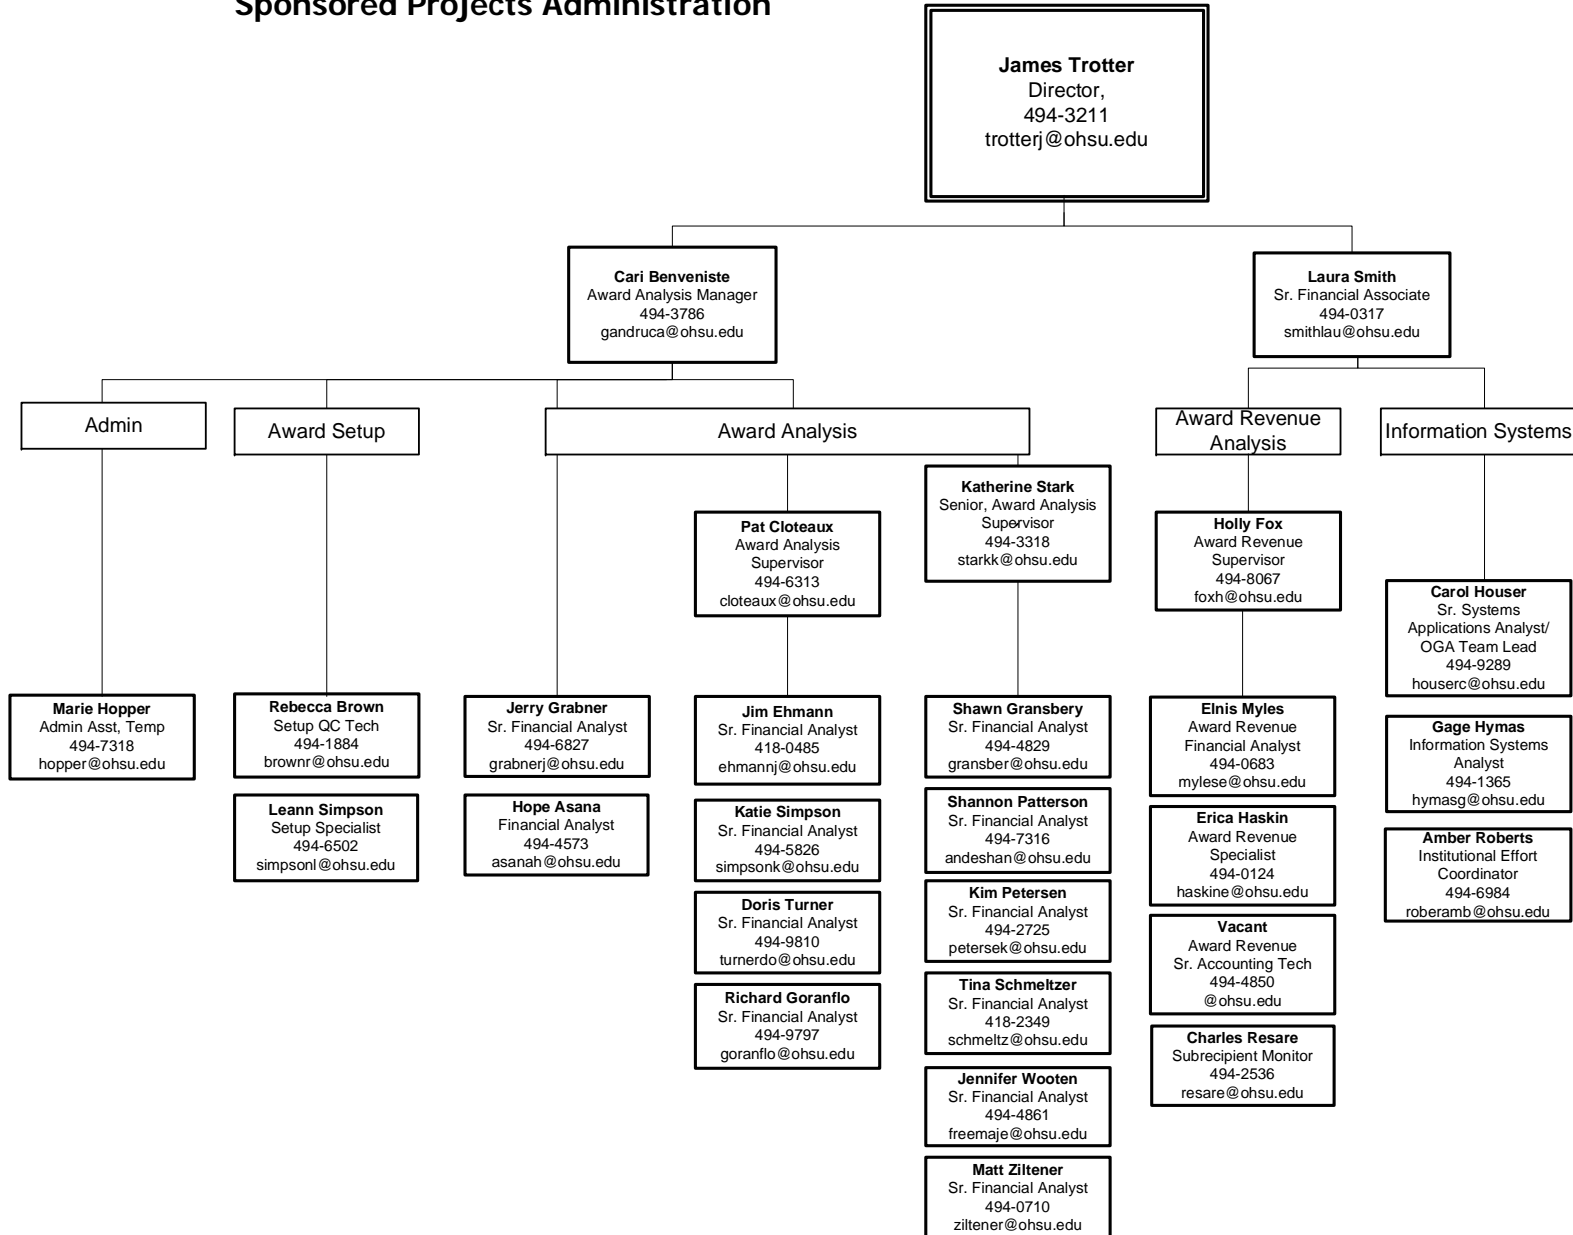 Sponsored Projects Administration
James Trotter
Director,
494-3211
trotterj@ohsu.edu
Cari Benveniste
Award Analysis Manager
494-3786
gandruca@ohsu.edu
Laura Smith
Sr. Financial Associate
494-0317
smithlau@ohsu.edu
Admin
Award Setup
Award Analysis
Award Revenue
Analysis
Information Systems
Marie Hopper
Admin Asst, Temp
494-7318
hopper@ohsu.edu
Rebecca Brown
Setup QC Tech
494-1884
brownr@ohsu.edu
Leann Simpson
Setup Specialist
494-6502
simpsonl@ohsu.edu
Jerry Grabner
Sr. Financial Analyst
494-6827
grabnerj@ohsu.edu
Hope Asana
Financial Analyst
494-4573
asanah@ohsu.edu
Pat Cloteaux
Award Analysis
Supervisor
494-6313
cloteaux@ohsu.edu
Jim Ehmann
Sr. Financial Analyst
418-0485
ehmannj@ohsu.edu
Katie Simpson
Sr. Financial Analyst
494-5826
simpsonk@ohsu.edu
Doris Turner
Sr. Financial Analyst
494-9810
turnerdo@ohsu.edu
Richard Goranflo
Sr. Financial Analyst
494-9797
goranflo@ohsu.edu
Katherine Stark
Senior, Award Analysis
Supervisor
494-3318
starkk@ohsu.edu
Shawn Gransbery
Sr. Financial Analyst
494-4829
gransber@ohsu.edu
Shannon Patterson
Sr. Financial Analyst
494-7316
andeshan@ohsu.edu
Kim Petersen
Sr. Financial Analyst
494-2725
petersek@ohsu.edu
Tina Schmeltzer
Sr. Financial Analyst
418-2349
schmeltz@ohsu.edu
Jennifer Wooten
Sr. Financial Analyst
494-4861
freemaje@ohsu.edu
Matt Ziltener
Sr. Financial Analyst
494-0710
ziltener@ohsu.edu
Holly Fox
Award Revenue
Supervisor
494-8067
foxh@ohsu.edu
Elnis Myles
Award Revenue
Financial Analyst
494-0683
mylese@ohsu.edu
Erica Haskin
Award Revenue
Specialist
494-0124
haskine@ohsu.edu
Vacant
Award Revenue
Sr. Accounting Tech
494-4850
@ohsu.edu
Charles Resare
Subrecipient Monitor
494-2536
resare@ohsu.edu
Carol Houser
Sr. Systems
Applications Analyst/
OGA Team Lead
494-9289
houserc@ohsu.edu
Gage Hymas
Information Systems
Analyst
494-1365
hymasg@ohsu.edu
Amber Roberts
Institutional Effort
Coordinator
494-6984
roberamb@ohsu.edu